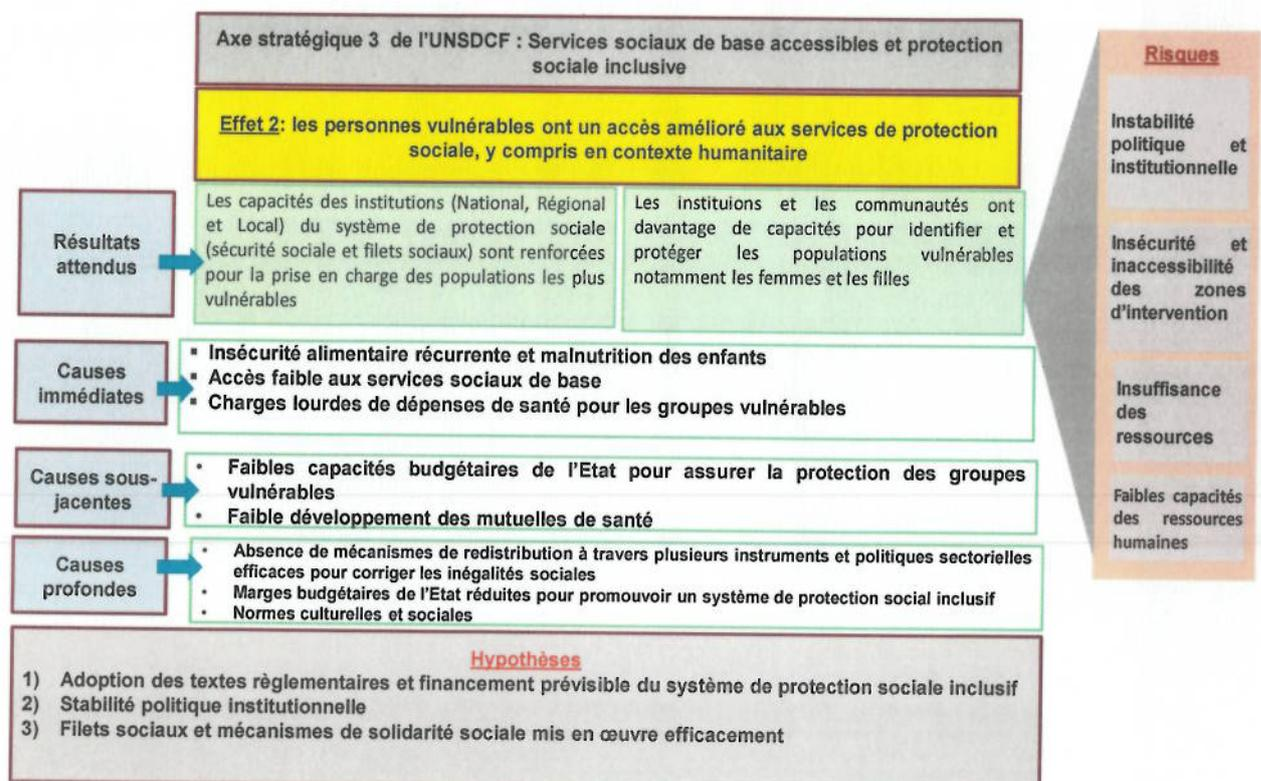 Axe stratégique 3 de l'UNSDCF : Services sociaux de base accessibles et protection
sociale inclusive
Effet 2: les personnes vulnérables ont un accès amélioré aux services de protection
sociale, y compris en contexte humanitaire
Résultats
attendus
Les capacités des institutions (National, Régional
et Local) du système de protection sociale
(sécurité sociale et filets sociaux) sont renforcées
pour la prise en charge des populations les plus
vulnérables
Les instituions et les communautés ont
davantage de capacités pour identifier et
protéger les populations vulnérables
notamment les femmes et les filles
Causes
immédiates
▪ Insécurité alimentaire récurrente et malnutrition des enfants
▪ Accès faible aux services sociaux de base
▪ Charges lourdes de dépenses de santé pour les groupes vulnérables
Causes sous-
jacentes
• Faibles capacités budgétaires de l'Etat pour assurer la protection des groupes
vulnérables
• Faible développement des mutuelles de santé
Causes
profondes
• Absence de mécanismes de redistribution à travers plusieurs instruments et politiques sectorielles
efficaces pour corriger les inégalités sociales
• Marges budgétaires de l'Etat réduites pour promouvoir un système de protection social inclusif
• Normes culturelles et sociales
Hypothèses
1) Adoption des textes règlementaires et financement prévisible du système de protection sociale inclusif
2) Stabilité politique institutionnelle
3) Filets sociaux et mécanismes de solidarité sociale mis en œuvre efficacement
Risques
Instabilité
politique et
institutionnelle
Insécurité et
inaccessibilité
des zones
d'intervention
Insuffisance
des
ressources
Faibles capacités
des ressources
humaines